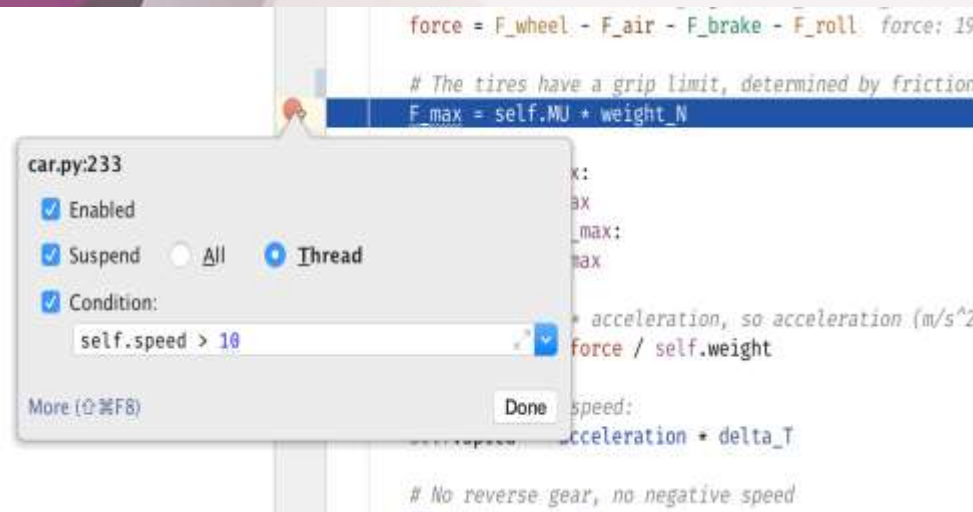 force = F_wheel - F_air - F_brake - F_roll force: 19
# The tires have a grip limit, determined by friction
F_max = self.MU * weight_N
car.py:233
Enabled
Suspend All Thread
Condition:
self.speed > 10
More (⇧⌘F8)
Done
x:
ax
_max:
max
* acceleration, so acceleration (m/s^2
force / self.weight
speed:
acceleration * delta_T
# No reverse gear, no negative speed